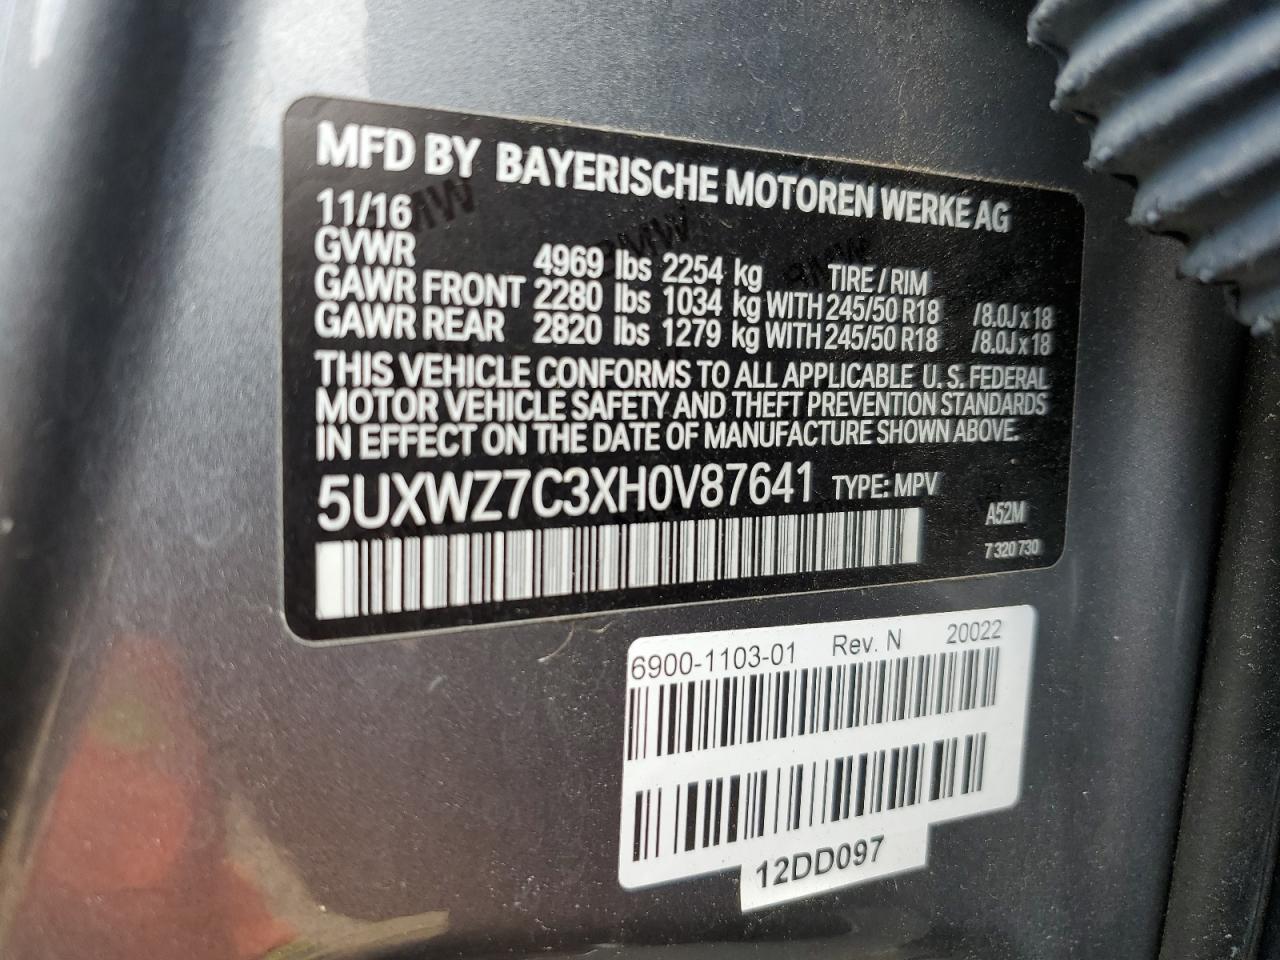 MFD BY BAYERISCHE MOTOREN WERKE AG
11/16
GVWR 4969 lbs 2254 kg TIRE / RIM
GAWR FRONT 2280 lbs 1034 kg WITH 245/50 R18 /8.0J x 18
GAWR REAR 2820 lbs 1279 kg WITH 245/50 R18 /8.0J x 18
THIS VEHICLE CONFORMS TO ALL APPLICABLE U.S. FEDERAL
MOTOR VEHICLE SAFETY AND THEFT PREVENTION STANDARDS
IN EFFECT ON THE DATE OF MANUFACTURE SHOWN ABOVE.
5UXWZ7C3XH0V87641 TYPE: MPV
A52M
7 320 730
6900-1103-01 Rev. N 20022
12DD097